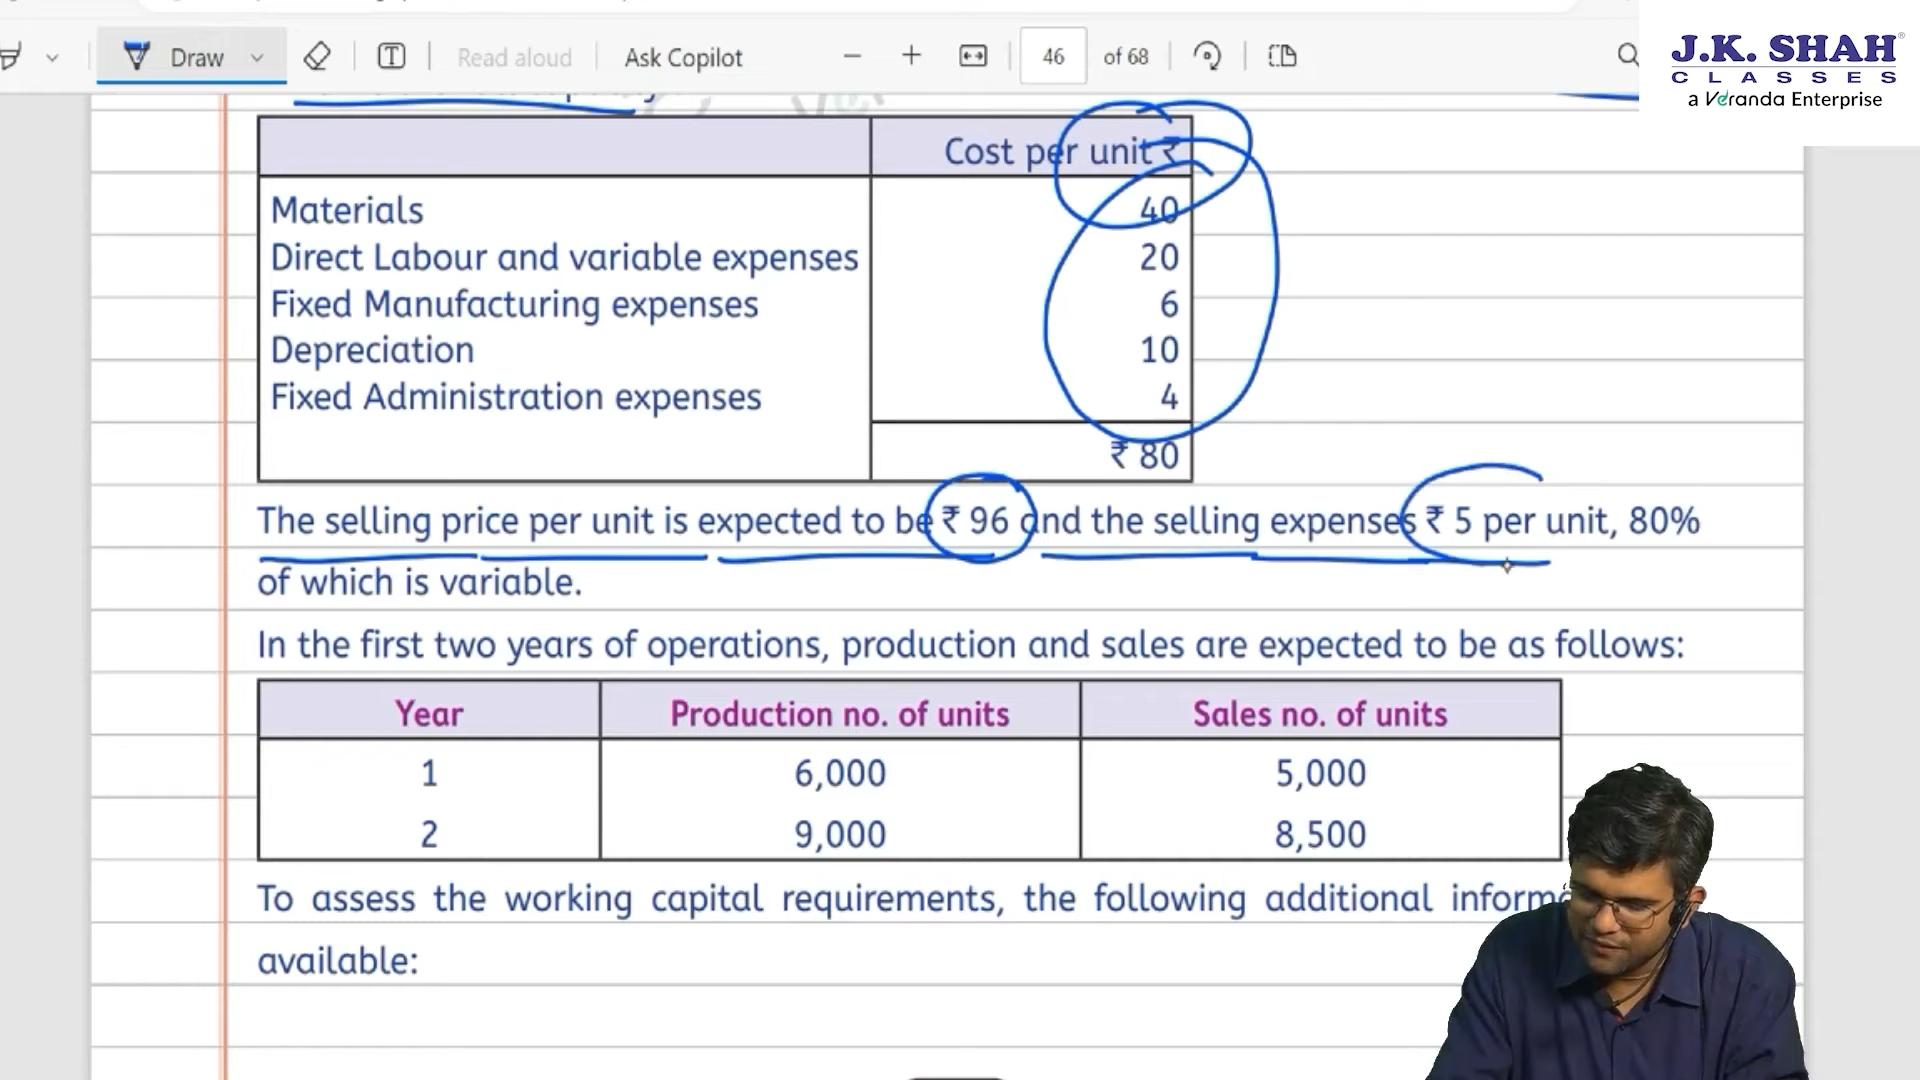 Draw
Read aloud
Ask Copilot
46
of 68
J.K. SHAH®
CLASSES
a Veranda Enterprise
Cost per unit ₹
Materials 40
Direct Labour and variable expenses 20
Fixed Manufacturing expenses 6
Depreciation 10
Fixed Administration expenses 4
₹ 80
The selling price per unit is expected to be ₹ 96 and the selling expenses ₹ 5 per unit, 80%
of which is variable.
In the first two years of operations, production and sales are expected to be as follows:
Year Production no. of units Sales no. of units
1 6,000 5,000
2 9,000 8,500
To assess the working capital requirements, the following additional
available: